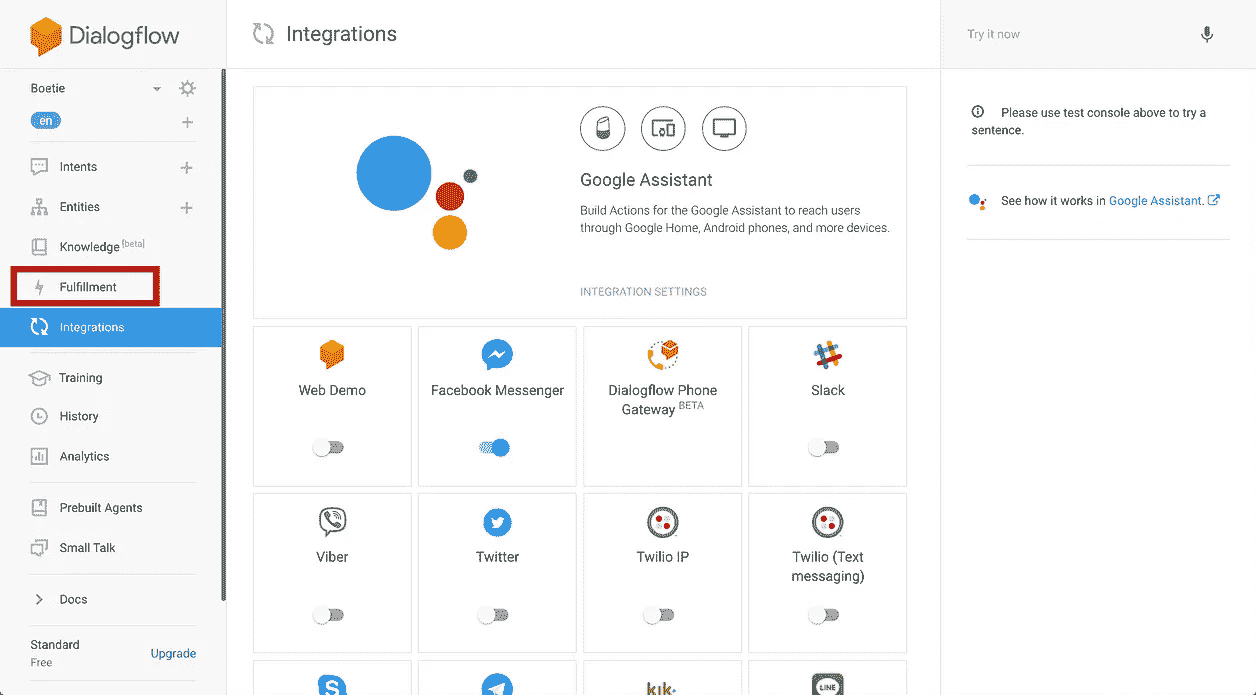 Dialogflow
Boetie
en
Intents
Entities
Knowledge [beta]
Fulfillment
Integrations
Training
History
Analytics
Prebuilt Agents
Small Talk
Docs
Standard
Free
Upgrade
Integrations
Google Assistant
Build Actions for the Google Assistant to reach users
through Google Home, Android phones, and more devices.
INTEGRATION SETTINGS
Web Demo
Facebook Messenger
Dialogflow Phone
Gateway BETA
Slack
Viber
Twitter
Twilio IP
Twilio (Text
messaging)
kik.
LINE
Try it now
Please use test console above to try a
sentence.
See how it works in Google Assistant.